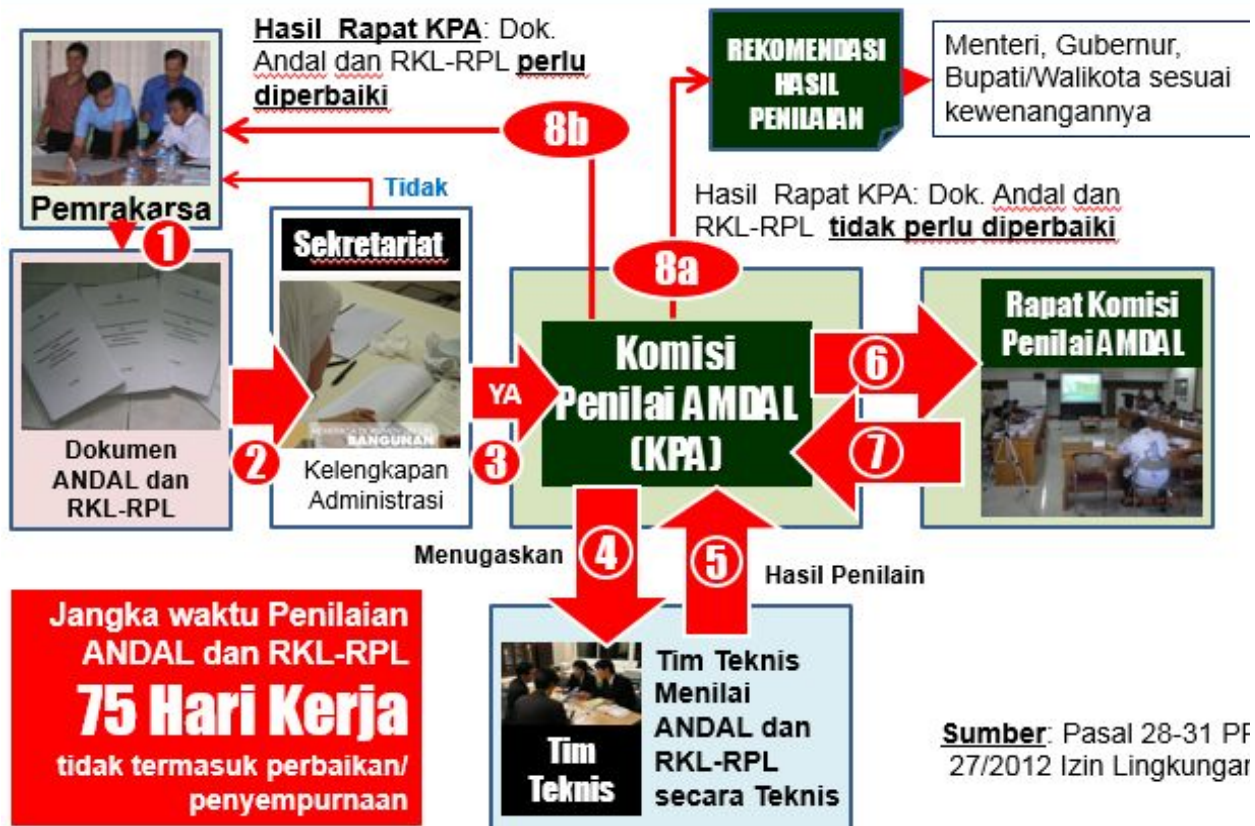 Hasil Rapat KPA: Dok.
Andal dan RKL-RPL perlu
diperbaiki
8b
REKOMENDASI
HASIL
PENILAIAN
Menteri, Gubernur,
Bupati/Walikota sesuai
kewenangannya
Pemrakarsa
1
Tidak
Hasil Rapat KPA: Dok. Andal dan
RKL-RPL tidak perlu diperbaiki
8a
Dokumen
ANDAL dan
RKL-RPL
2
Sekretariat
BANGUNAN
Kelengkapan
Administrasi
YA
3
Komisi
Penilai AMDAL
(KPA)
6
7
Rapat Komisi
Penilai AMDAL
Menugaskan
4
5
Hasil Penilain
Tim
Teknis
Tim Teknis
Menilai
ANDAL dan
RKL-RPL
secara Teknis
Jangka waktu Penilaian
ANDAL dan RKL-RPL
75 Hari Kerja
tidak termasuk perbaikan/
penyempurnaan
Sumber: Pasal 28-31 PP
27/2012 Izin Lingkungan